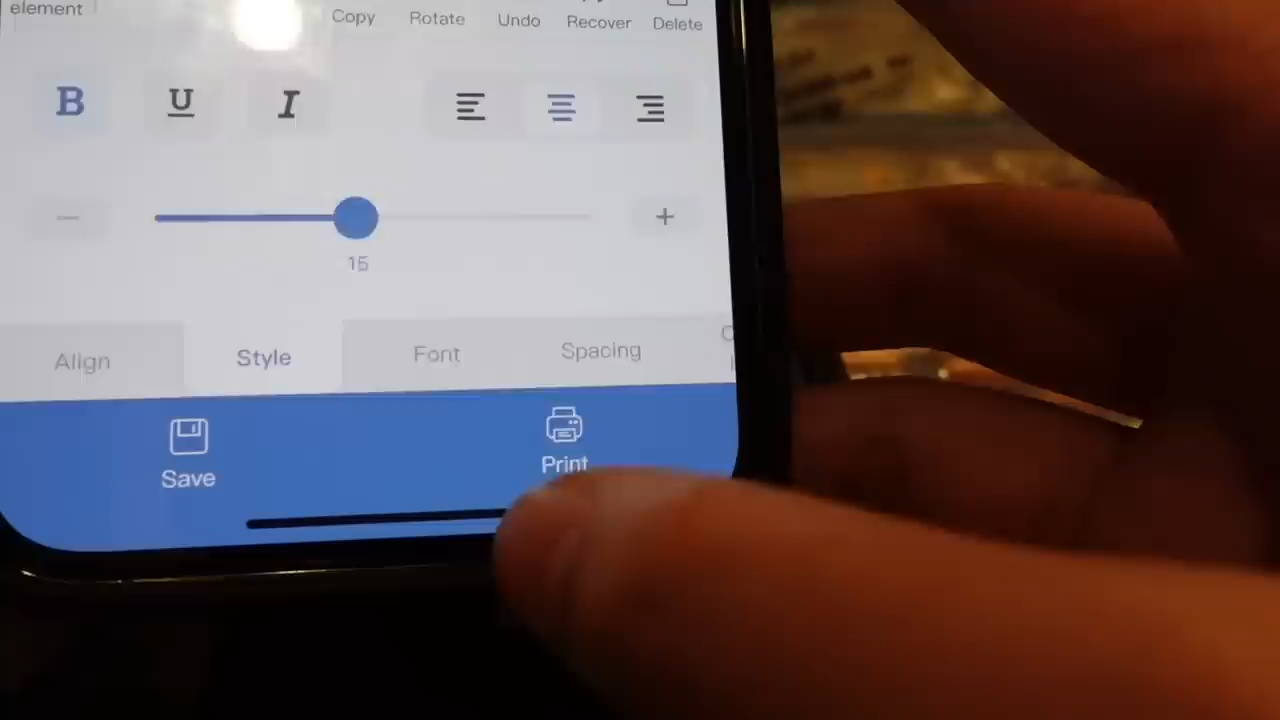 element
Copy Rotate Undo Recover Delete
B U I
15
Align Style Font Spacing
Save Print